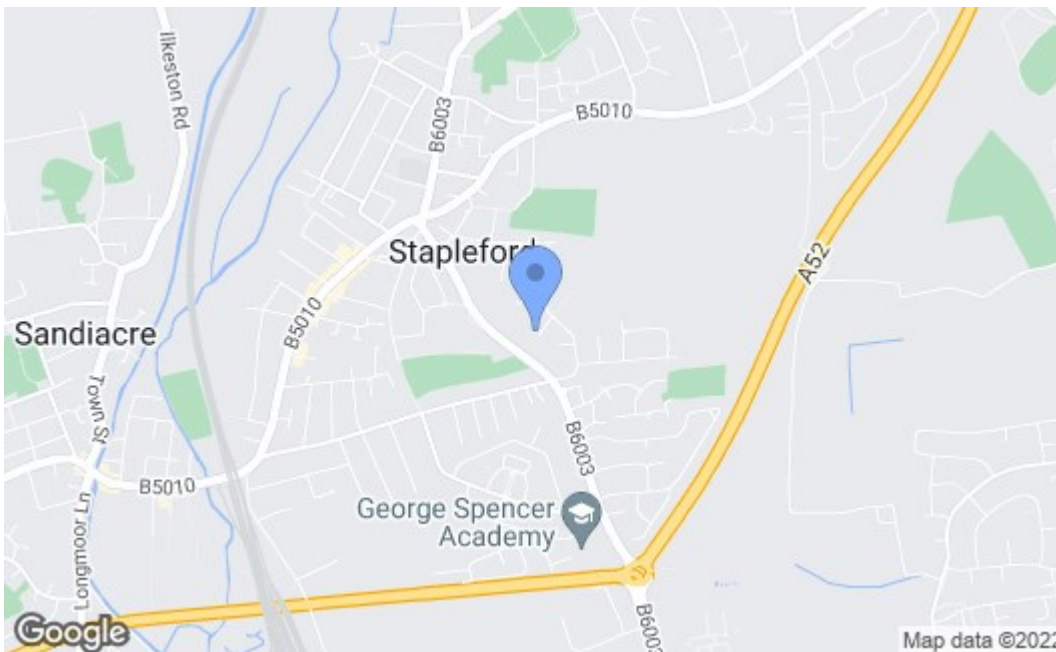 Ilkeston Rd
B6003
B5010
Stapleford
A52
B5010
Sandiacre
Town St
B6003
B5010
George Spencer
Academy
Longmoor Ln
B6003
Google
Map data ©2022